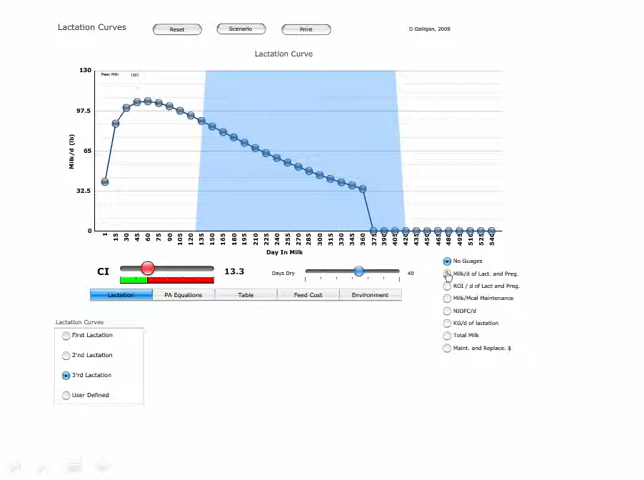 Lactation Curves
Reset
Scenario
Print
D Galligan, 2008
Lactation Curve
Peak Milk
130
97.5
65
32.5
0
Milk/d (lb)
1 15 30 45 60 75 90 105 120 135 150 165 180 195 210 225 240 255 270 285 300 315 330 345 360 375 390 405 420 435 450 465 480 495 510 525 540
Day In Milk
CI
13.3
Days Dry
Lactation
PA Equations
Table
Feed Cost
Environment
No Guages
Milk/d of Lact. and Preg.
ROI / d of Lact and Preg.
Milk/Mcal Maintenance
NIOFC/d
KG/d of lactation
Total Milk
Maint. and Replace. $
Lactation Curves
First Lactation
2'nd Lactation
3'rd Lactation
User Defined